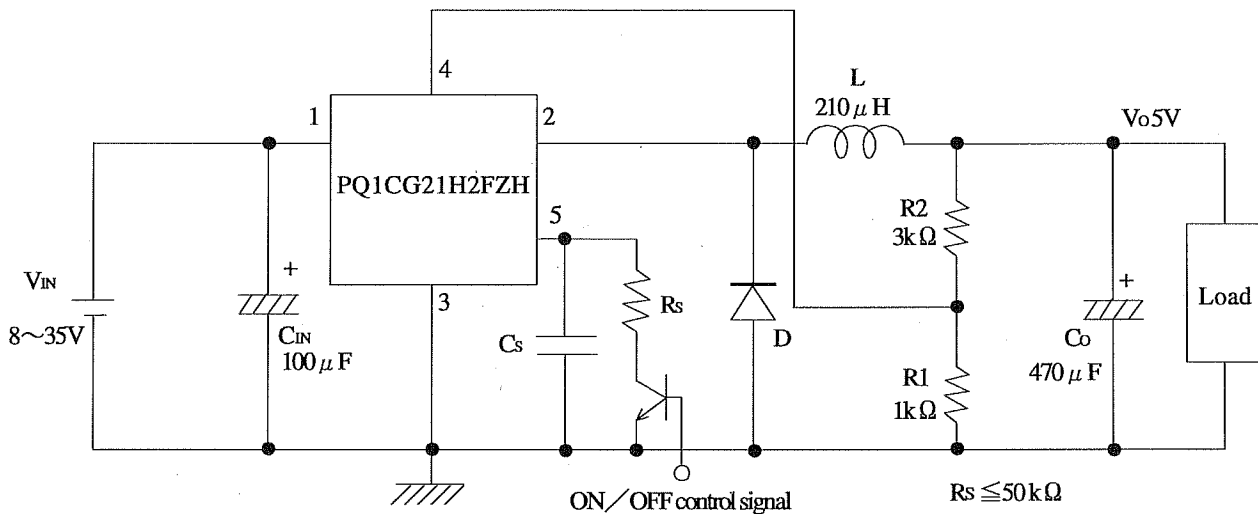 4
1
2
PQ1CG21H2FZH
5
3
L
210μH
Vo5V
R2
3kΩ
VIN
8～35V
+
CIN
100μF
Rs
Cs
D
R1
1kΩ
+
Co
470μF
Load
ON／OFF control signal
Rs≦50kΩ